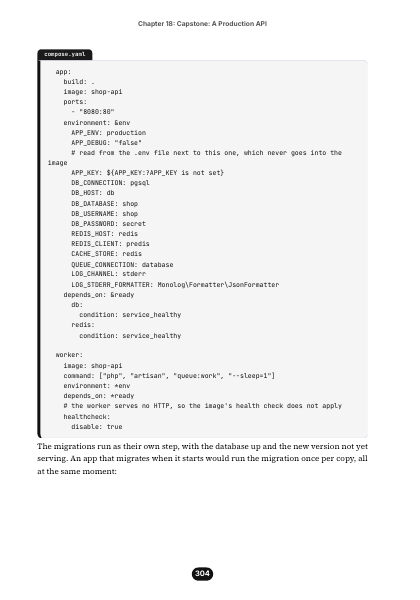 Chapter 18: Capstone: A Production API
compose.yaml
  app:
    build: .
    image: shop-api
    ports:
      - "8080:80"
    environment: &env
      APP_ENV: production
      APP_DEBUG: "false"
      # read from the .env file next to this one, which never goes into the
image
      APP_KEY: ${APP_KEY:?APP_KEY is not set}
      DB_CONNECTION: pgsql
      DB_HOST: db
      DB_DATABASE: shop
      DB_USERNAME: shop
      DB_PASSWORD: secret
      REDIS_HOST: redis
      REDIS_CLIENT: predis
      CACHE_STORE: redis
      QUEUE_CONNECTION: database
      LOG_CHANNEL: stderr
      LOG_STDERR_FORMATTER: Monolog\Formatter\JsonFormatter
    depends_on: &ready
      db:
        condition: service_healthy
      redis:
        condition: service_healthy

  worker:
    image: shop-api
    command: ["php", "artisan", "queue:work", "--sleep=1"]
    environment: *env
    depends_on: *ready
    # the worker serves no HTTP, so the image's health check does not apply
    healthcheck:
      disable: true
The migrations run as their own step, with the database up and the new version not yet
serving. An app that migrates when it starts would run the migration once per copy, all
at the same moment:
304